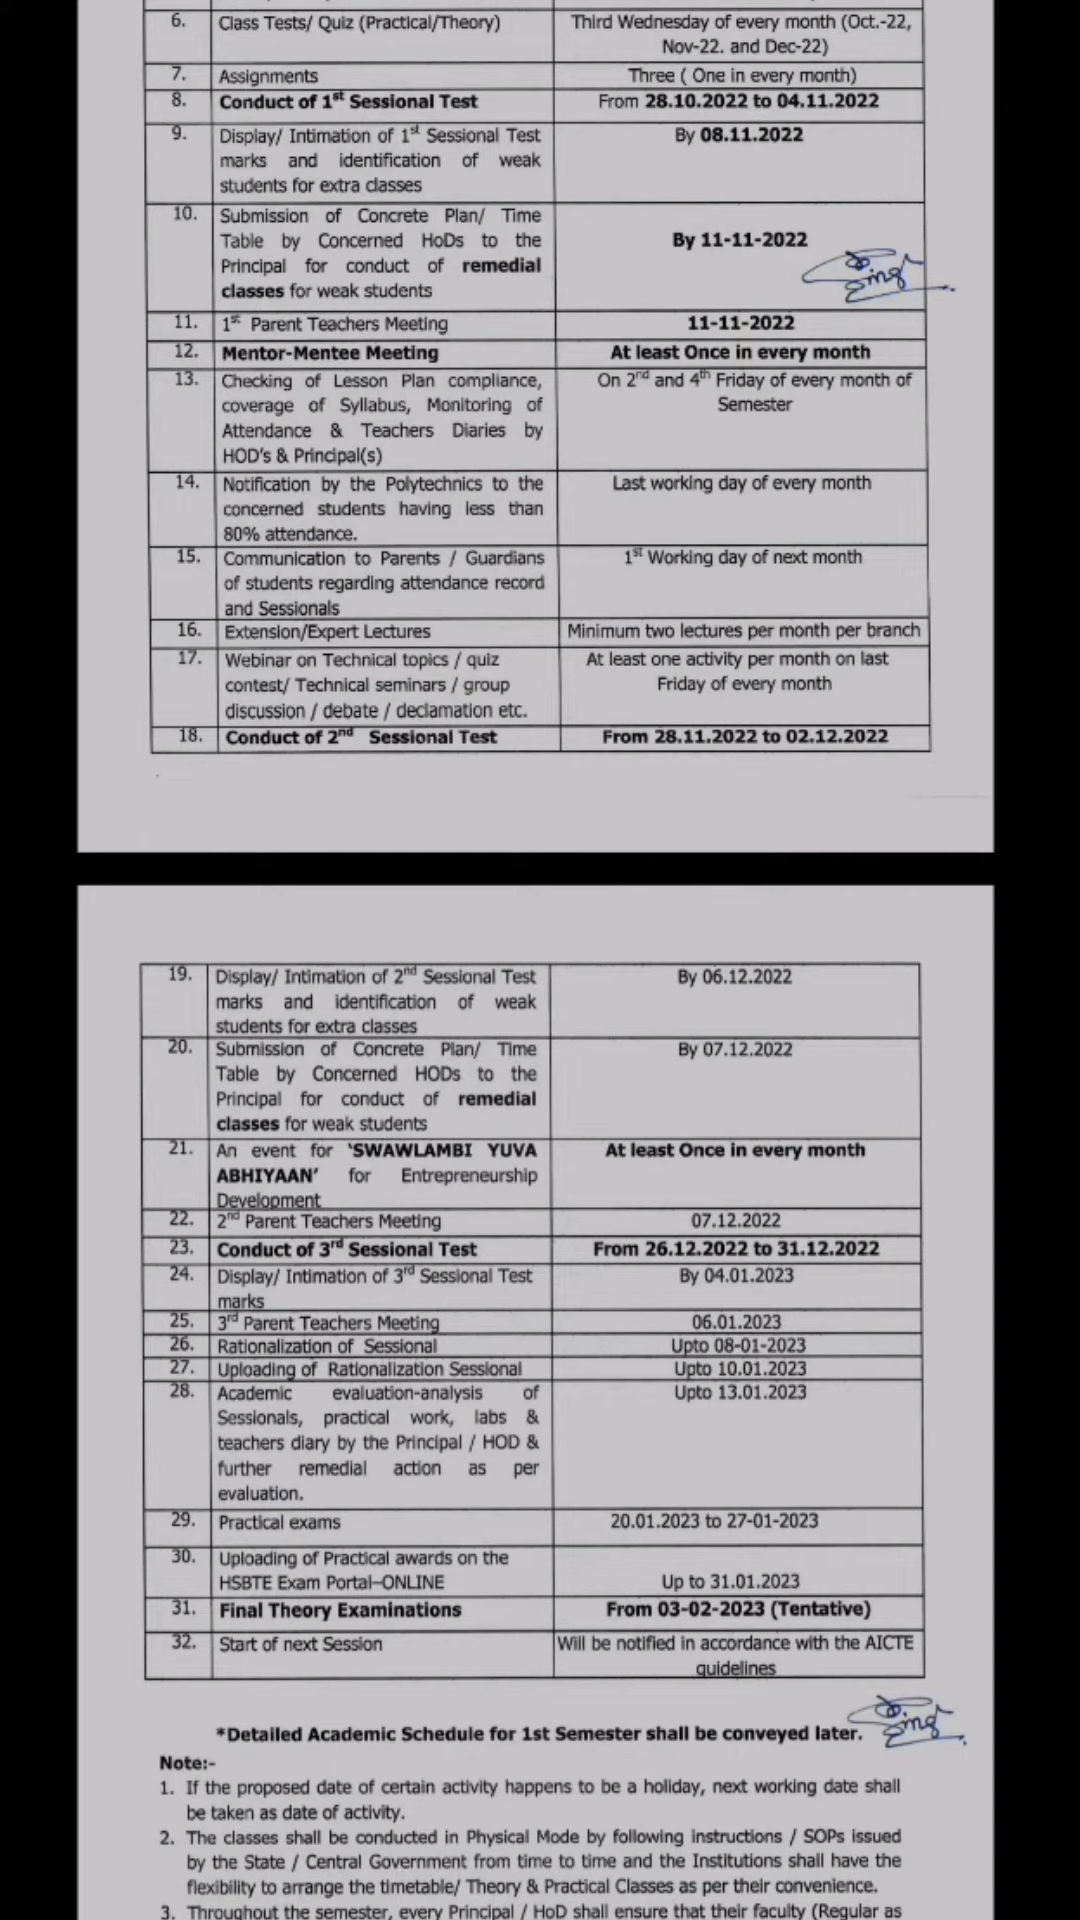 6. Class Tests/ Quiz (Practical/Theory) Third Wednesday of every month (Oct.-22,
Nov-22. and Dec-22)
7. Assignments Three ( One in every month)
8. Conduct of 1st Sessional Test From 28.10.2022 to 04.11.2022
9. Display/ Intimation of 1st Sessional Test By 08.11.2022
marks and identification of weak
students for extra classes
10. Submission of Concrete Plan/ Time
Table by Concerned HoDs to the By 11-11-2022
Principal for conduct of remedial
classes for weak students
11. 1st Parent Teachers Meeting 11-11-2022
12. Mentor-Mentee Meeting At least Once in every month
13. Checking of Lesson Plan compliance, On 2nd and 4th Friday of every month of
coverage of Syllabus, Monitoring of Semester
Attendance & Teachers Diaries by
HOD's & Principal(s)
14. Notification by the Polytechnics to the Last working day of every month
concerned students having less than
80% attendance.
15. Communication to Parents / Guardians 1st Working day of next month
of students regarding attendance record
and Sessionals
16. Extension/Expert Lectures Minimum two lectures per month per branch
17. Webinar on Technical topics / quiz At least one activity per month on last
contest/ Technical seminars / group Friday of every month
discussion / debate / declamation etc.
18. Conduct of 2nd Sessional Test From 28.11.2022 to 02.12.2022
19. Display/ Intimation of 2nd Sessional Test By 06.12.2022
marks and identification of weak
students for extra classes
20. Submission of Concrete Plan/ Time By 07.12.2022
Table by Concerned HODs to the
Principal for conduct of remedial
classes for weak students
21. An event for 'SWAWLAMBI YUVA At least Once in every month
ABHIYAAN' for Entrepreneurship
Development
22. 2nd Parent Teachers Meeting 07.12.2022
23. Conduct of 3rd Sessional Test From 26.12.2022 to 31.12.2022
24. Display/ Intimation of 3rd Sessional Test By 04.01.2023
marks
25. 3rd Parent Teachers Meeting 06.01.2023
26. Rationalization of Sessional Upto 08-01-2023
27. Uploading of Rationalization Sessional Upto 10.01.2023
28. Academic evaluation-analysis of Upto 13.01.2023
Sessionals, practical work, labs &
teachers diary by the Principal / HOD &
further remedial action as per
evaluation.
29. Practical exams 20.01.2023 to 27-01-2023
30. Uploading of Practical awards on the
HSBTE Exam Portal–ONLINE Up to 31.01.2023
31. Final Theory Examinations From 03-02-2023 (Tentative)
32. Start of next Session Will be notified in accordance with the AICTE
guidelines
*Detailed Academic Schedule for 1st Semester shall be conveyed later.
Note:-
1. If the proposed date of certain activity happens to be a holiday, next working date shall
be taken as date of activity.
2. The classes shall be conducted in Physical Mode by following instructions / SOPs issued
by the State / Central Government from time to time and the Institutions shall have the
flexibility to arrange the timetable/ Theory & Practical Classes as per their convenience.
3. Throughout the semester, every Principal / HoD shall ensure that their faculty (Regular as